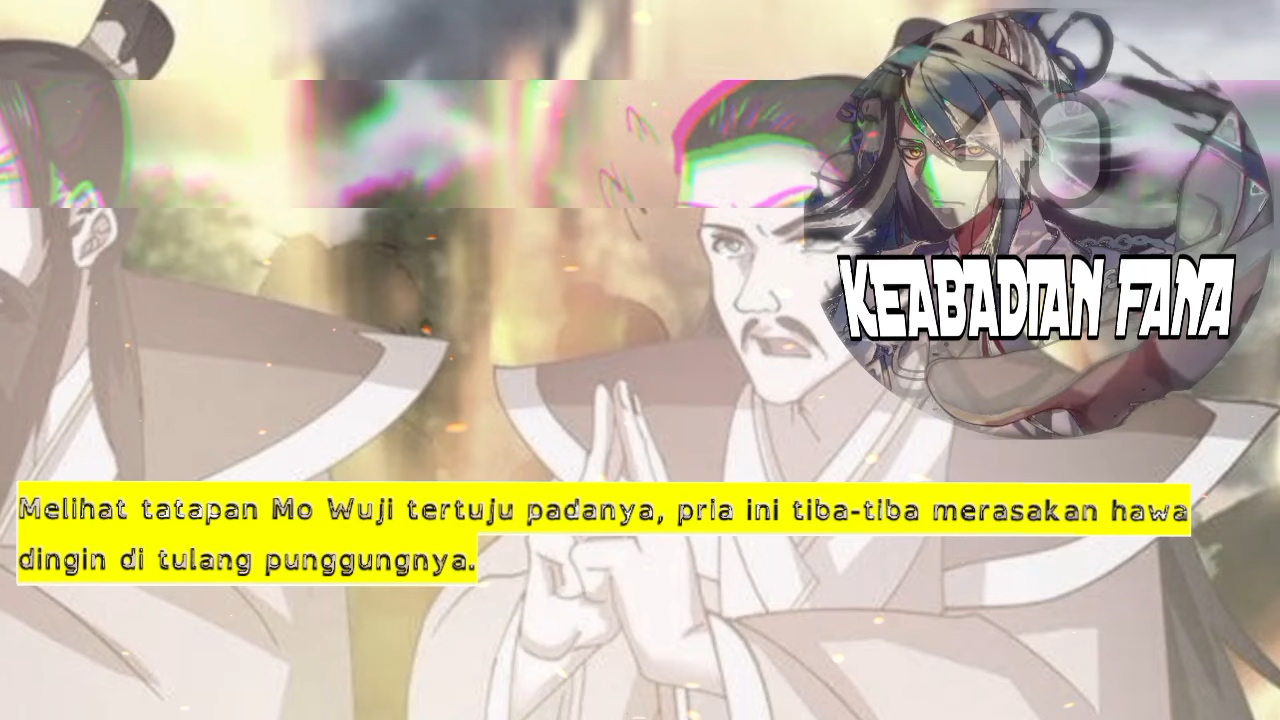 KEABADIAN FANA
Melihat tatapan Mo Wuji tertuju padanya, pria ini tiba-tiba merasakan hawa
dingin di tulang punggungnya.